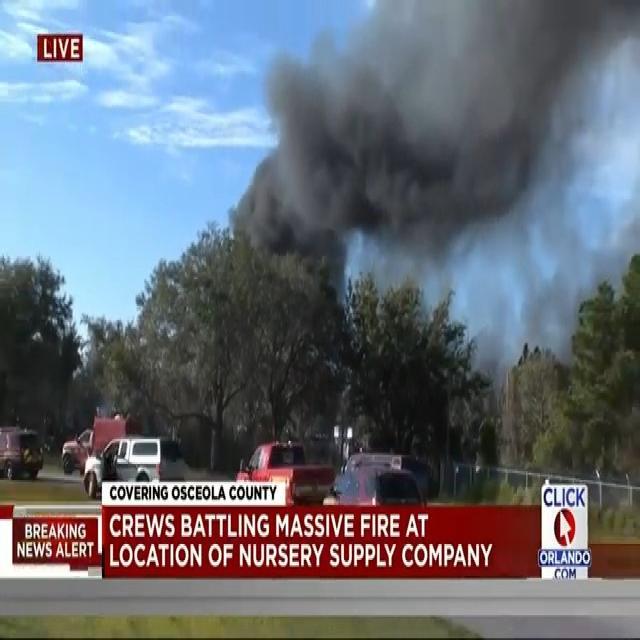 LIVE
COVERING OSCEOLA COUNTY
BREAKING
NEWS ALERT
CREWS BATTLING MASSIVE FIRE AT
LOCATION OF NURSERY SUPPLY COMPANY
CLICK
ORLANDO
.COM